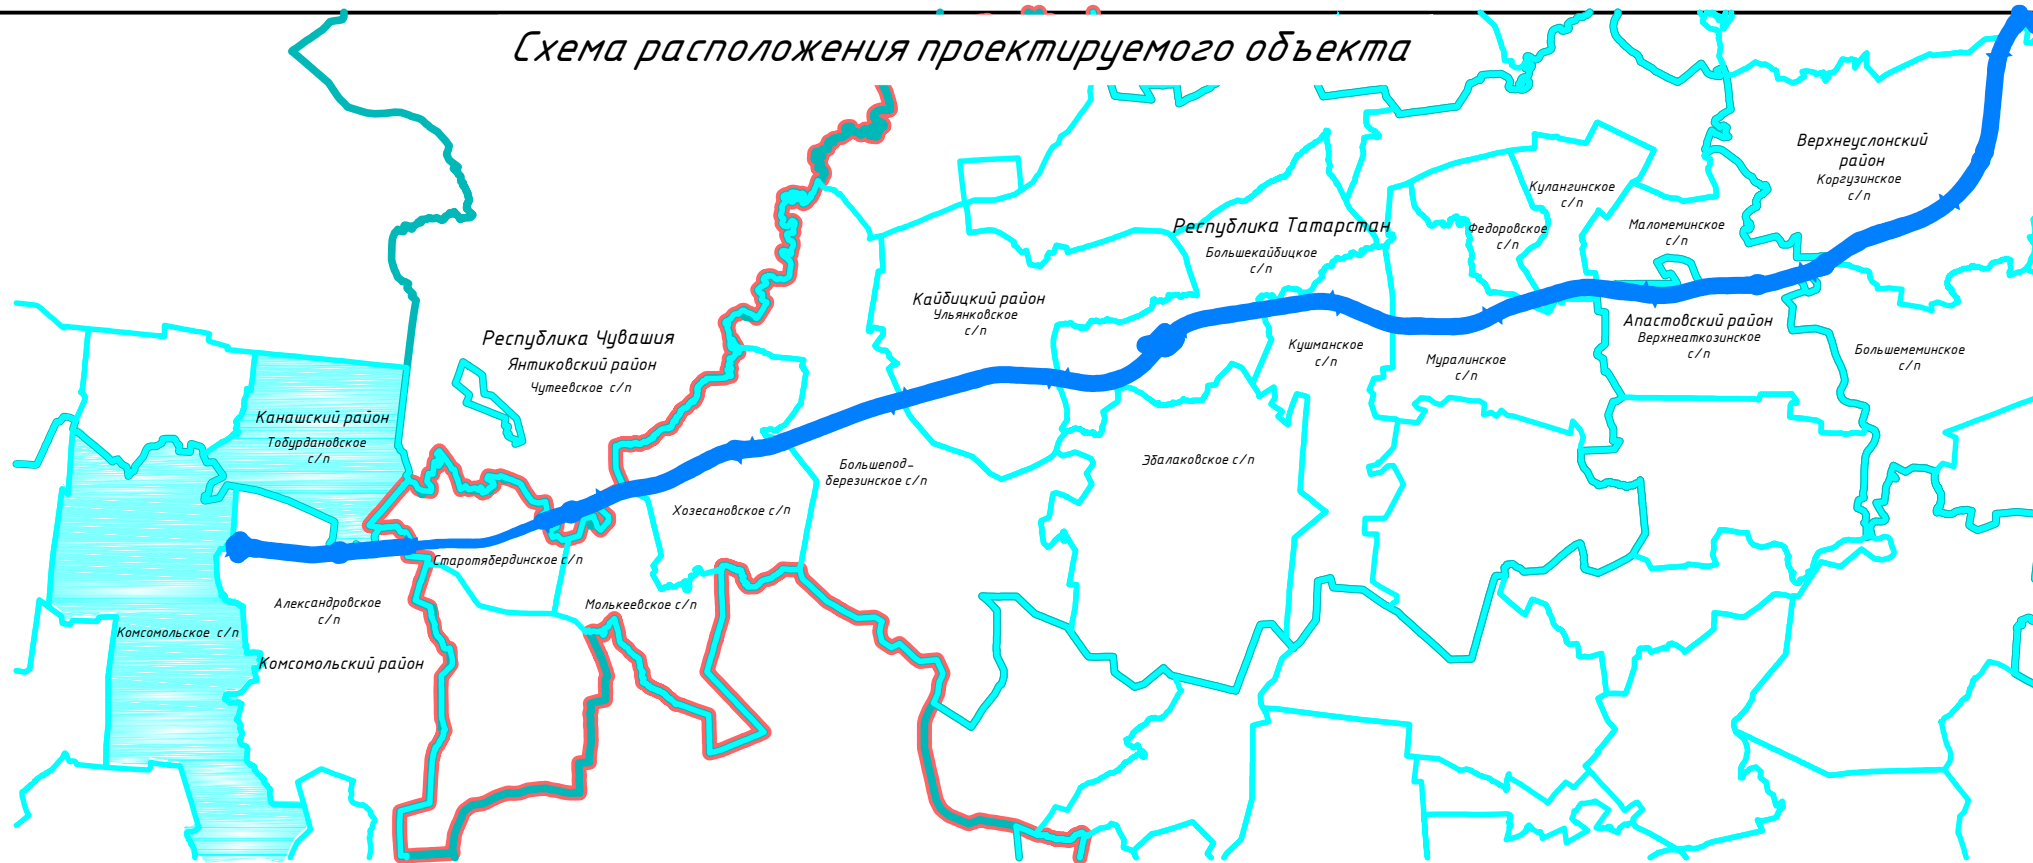 Схема расположения проектируемого объекта
Верхнеуслонский
район
Коргузинское
с/п
Кулангинское
с/п
Республика Татарстан
Большекайбицкое
с/п
Федоровское
с/п
Маломеминское
с/п
Кайбицкий район
Ульянковское
с/п
Апастовский район
Верхнеаткозинское
с/п
Республика Чувашия
Янтиковский район
Чутеевское с/п
Кушманское
с/п
Муралинское
с/п
Большемеминское
с/п
Канашский район
Тобурдановское
с/п
Большепод-
березинское с/п
Эбалаковское с/п
Хозесановское с/п
Старотябердинское с/п
Александровское
с/п
Молькеевское с/п
Комсомольское с/п
Комсомольский район